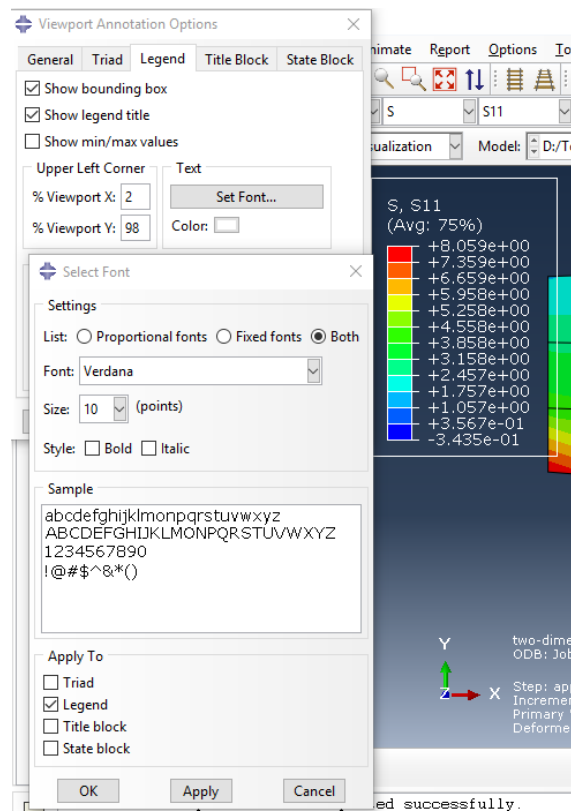 Viewport Annotation Options
General Triad Legend Title Block State Block
Show bounding box
Show legend title
Show min/max values
Upper Left Corner
% Viewport X: 2
% Viewport Y: 98
Text
Set Font...
Color:
Select Font
Settings
List: Proportional fonts Fixed fonts Both
Font: Verdana
Size: 10 (points)
Style: Bold Italic
Sample
abcdefghijklmonpqrstuvwxyz
ABCDEFGHIJKLMONPQRSTUVWXYZ
1234567890
!@#$^&*()
Apply To
Triad
Legend
Title block
State block
OK Apply Cancel
nimate Report Options To
S S11
sualization Model: D:/T
S, S11
(Avg: 75%)
+8.059e+00
+7.359e+00
+6.659e+00
+5.958e+00
+5.258e+00
+4.558e+00
+3.858e+00
+3.158e+00
+2.457e+00
+1.757e+00
+1.057e+00
+3.567e-01
-3.435e-01
Y
Z X
two-dime
ODB: Job
Step: app
Incremen
Primary
Deforme
ed successfully.